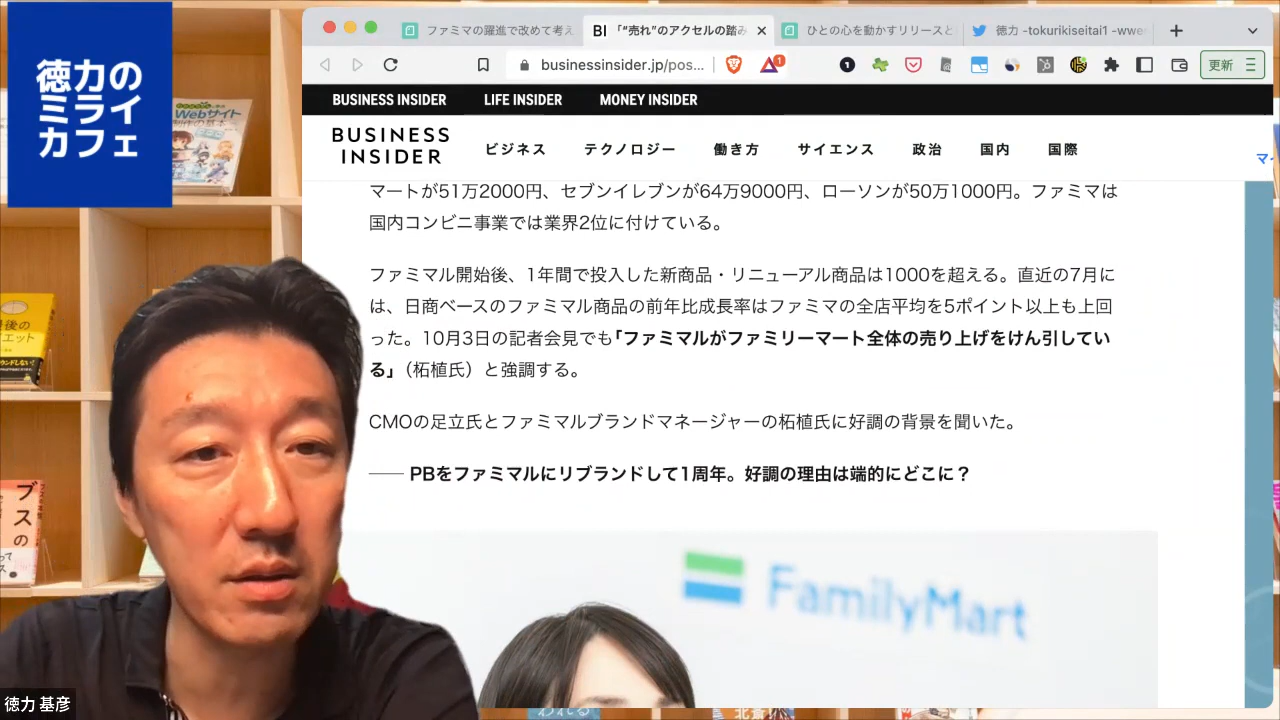 徳力の
ミライ
カフェ
Webサイト
制作の基本
ファミマの躍進で改めて考え
BI 「“売れ”のアクセルの踏み
ひとの心を動かすリリースと
徳力 -tokurikiseitai1 -wwe
businessinsider.jp/pos...
1
更新
BUSINESS INSIDER
LIFE INSIDER
MONEY INSIDER
BUSINESS
INSIDER
ビジネス
テクノロジー
働き方
サイエンス
政治
国内
国際
マートが51万2000円、セブンイレブンが64万9000円、ローソンが50万1000円。ファミマは
国内コンビニ事業では業界2位に付けている。
ファミマル開始後、1年間で投入した新商品・リニューアル商品は1000を超える。直近の7月に
は、日商ベースのファミマル商品の前年比成長率はファミマの全店平均を5ポイント以上も上回
った。10月3日の記者会見でも「ファミマルがファミリーマート全体の売り上げをけん引してい
る」（柘植氏）と強調する。
CMOの足立氏とファミマルブランドマネージャーの柘植氏に好調の背景を聞いた。
—— PBをファミマルにリブランドして1周年。好調の理由は端的にどこに？
FamilyMart
ブ
ス
の
徳力 基彦